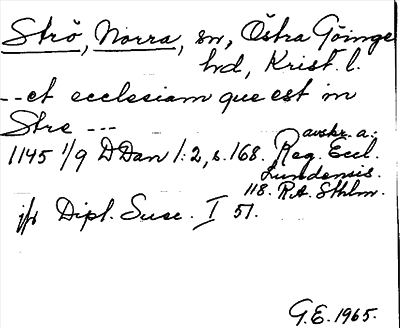 Strö, Norra, sn, Östra Göinge
hd, Krist. l.
--et ecclesiam que est in
Stre ---
1145 1/9 DDan 1:2, s. 168. avskr. a.
Reg. Eccl.
Lundensis.
118. R.A. Sthlm.
jfr Dipl. Suec. I 51.
G.E. 1965.